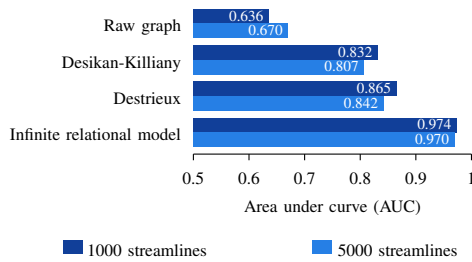 Raw graph
0.636
0.670
Desikan-Killiany
0.832
0.807
Destrieux
0.865
0.842
Infinite relational model
0.974
0.970
0.5 0.6 0.7 0.8 0.9 1
Area under curve (AUC)
1000 streamlines 5000 streamlines